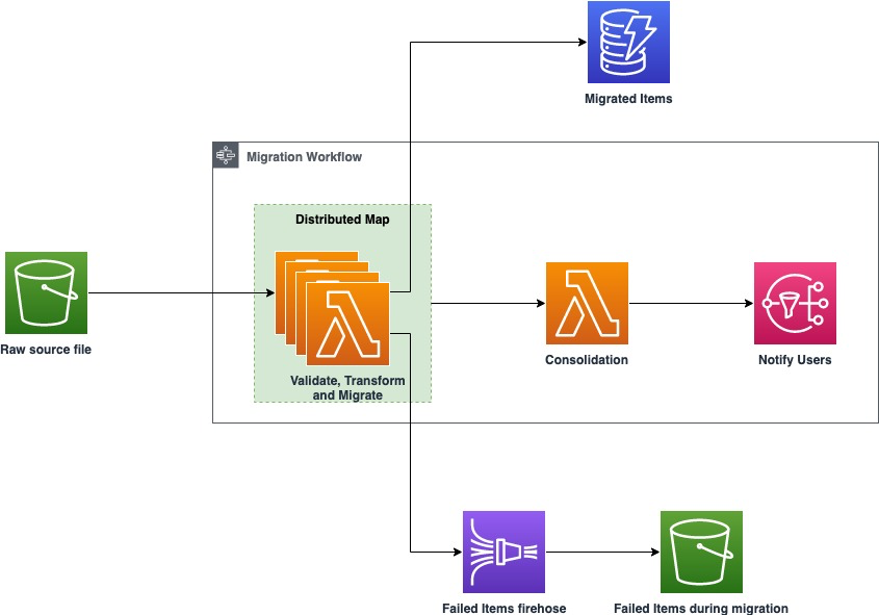 Migrated Items
Migration Workflow
Distributed Map
Raw source file
Validate, Transform
and Migrate
Consolidation
Notify Users
Failed Items firehose
Failed Items during migration